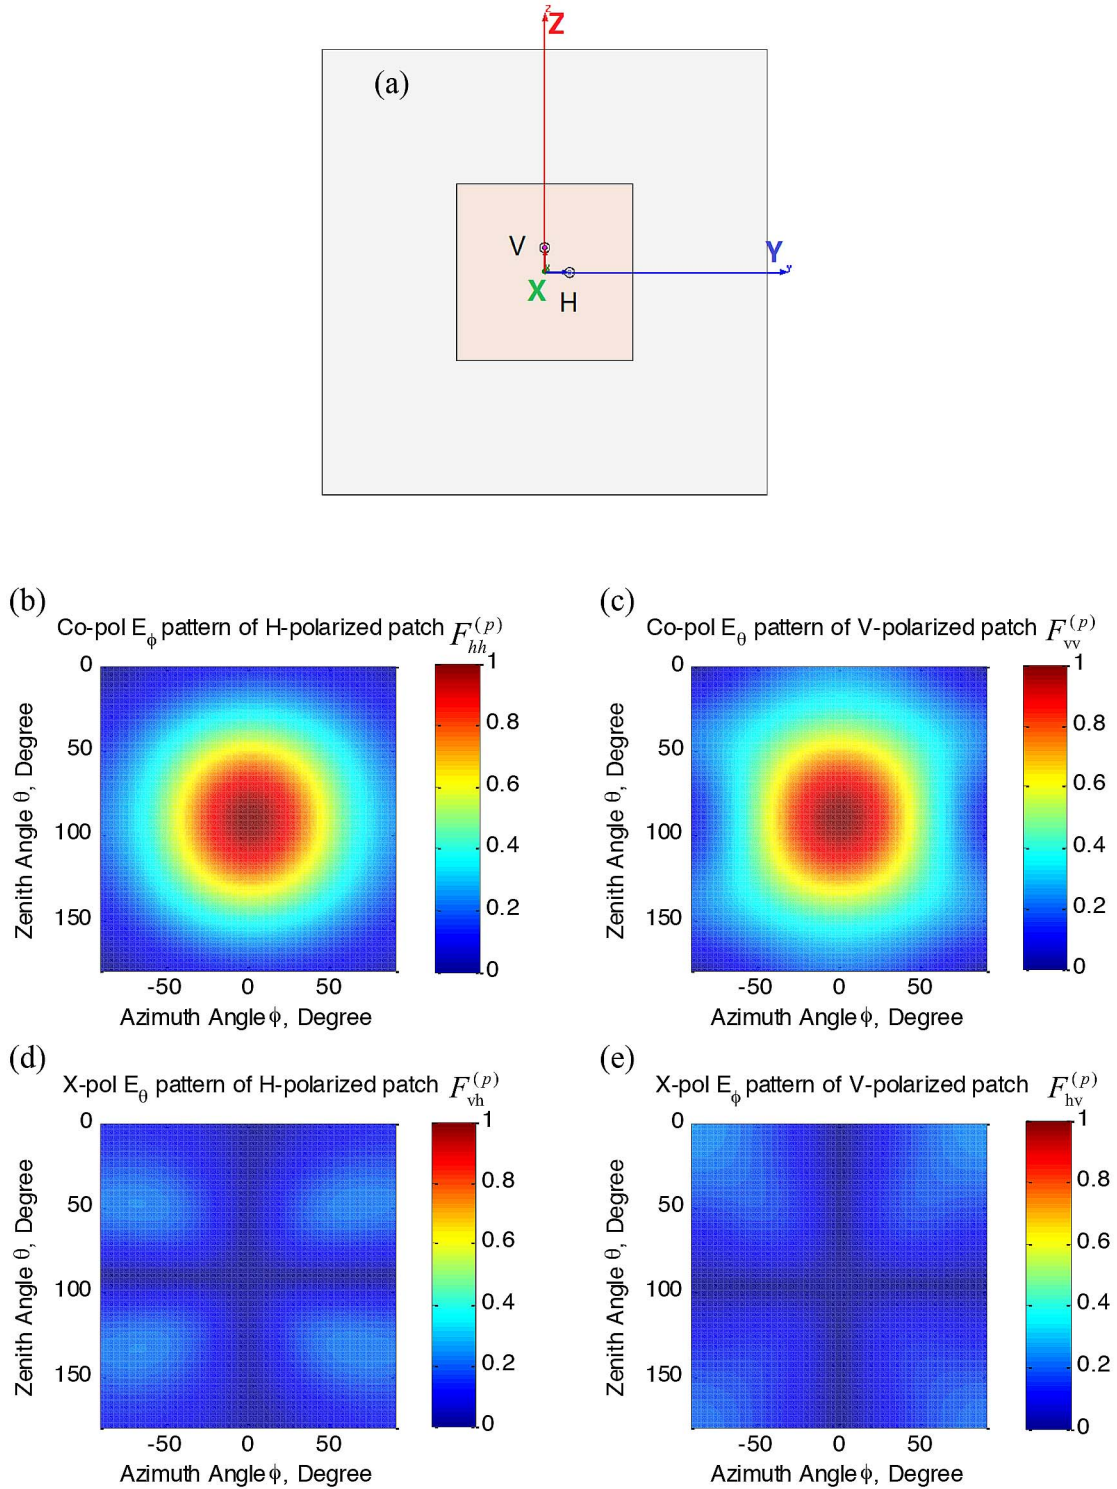 z
Z
(a)
V
Y
y
X
H
(b)
Co-pol Eϕ pattern of H-polarized patch F_hh^(p)
0
50
100
150
Zenith Angle θ, Degree
-50 0 50
Azimuth Angle ϕ, Degree
1
0.8
0.6
0.4
0.2
0
(c)
Co-pol Eθ pattern of V-polarized patch F_vv^(p)
0
50
100
150
Zenith Angle θ, Degree
-50 0 50
Azimuth Angle ϕ, Degree
1
0.8
0.6
0.4
0.2
0
(d)
X-pol Eθ pattern of H-polarized patch F_vh^(p)
0
50
100
150
Zenith Angle θ, Degree
-50 0 50
Azimuth Angle ϕ, Degree
1
0.8
0.6
0.4
0.2
0
(e)
X-pol Eϕ pattern of V-polarized patch F_hv^(p)
0
50
100
150
Zenith Angle θ, Degree
-50 0 50
Azimuth Angle ϕ, Degree
1
0.8
0.6
0.4
0.2
0